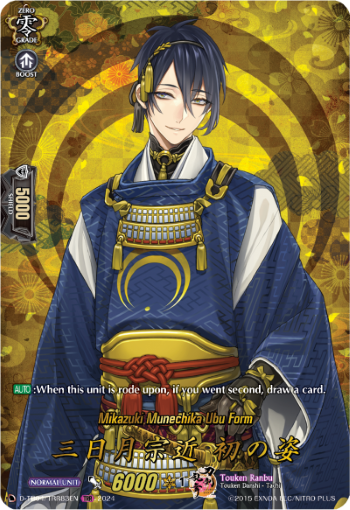 ZERO
零
GRADE
BOOST
5000
SHIELD
AUTO :When this unit is rode upon, if you went second, draw a card.
Mikazuki Munechika Ubu Form
三日月宗近 初の姿
6000
NORMAL UNIT
2024
Touken Ranbu
Touken Danshi - Tachi
©2015 EXNOA LLC/NITRO PLUS